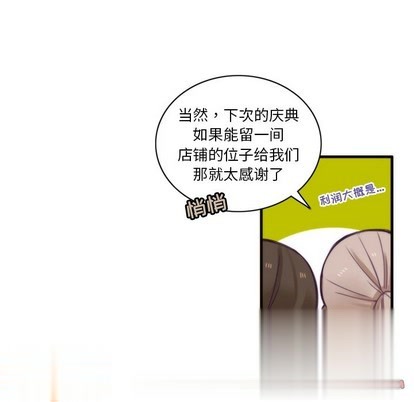 当然，下次的庆典
如果能留一间
店铺的位子给我们
那就太感谢了
悄悄
利润大概是...